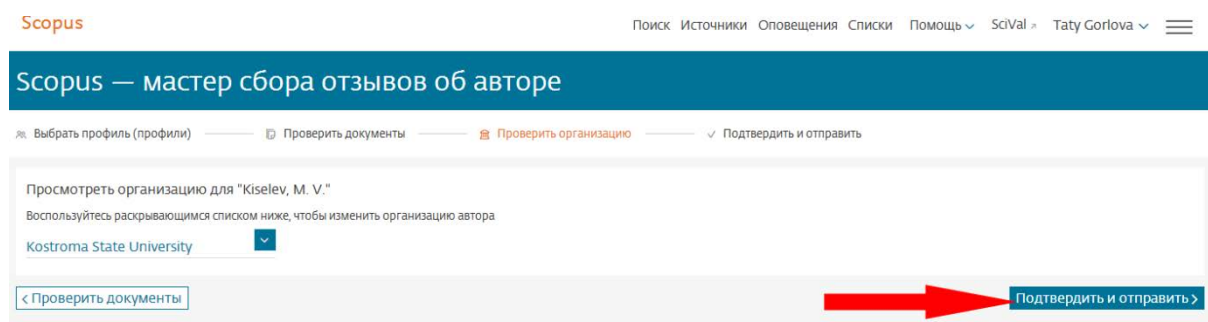 Scopus
Поиск Источники Оповещения Списки Помощь SciVal Taty Gorlova
Scopus — мастер сбора отзывов об авторе
Выбрать профиль (профили) Проверить документы Проверить организацию Подтвердить и отправить
Просмотреть организацию для "Kiselev, M. V."
Воспользуйтесь раскрывающимся списком ниже, чтобы изменить организацию автора
Kostroma State University
Проверить документы Подтвердить и отправить